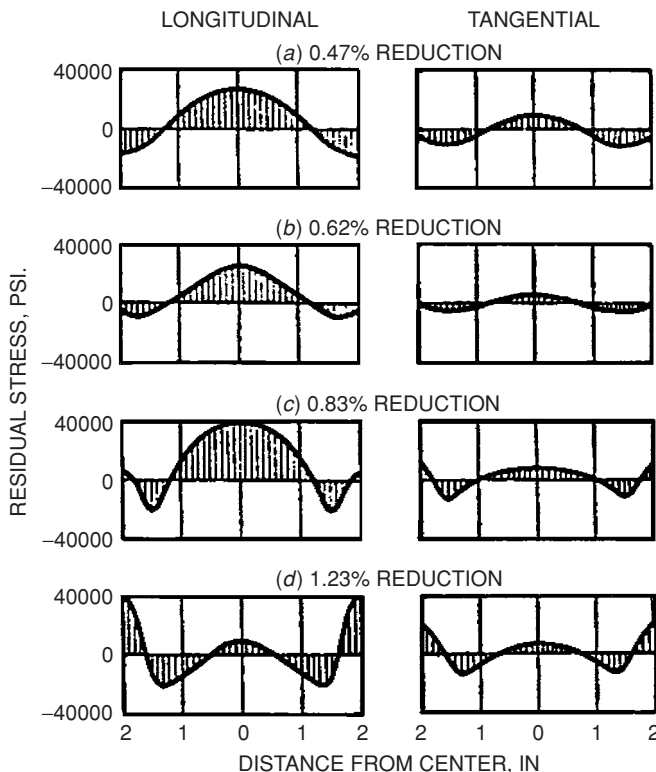 LONGITUDINAL TANGENTIAL
(a) 0.47% REDUCTION
40000
0
−40000
(b) 0.62% REDUCTION
40000
0
−40000
(c) 0.83% REDUCTION
40000
0
−40000
(d) 1.23% REDUCTION
40000
0
−40000
RESIDUAL STRESS, PSI.
2 1 0 1 2 2 1 0 1 2
DISTANCE FROM CENTER, IN